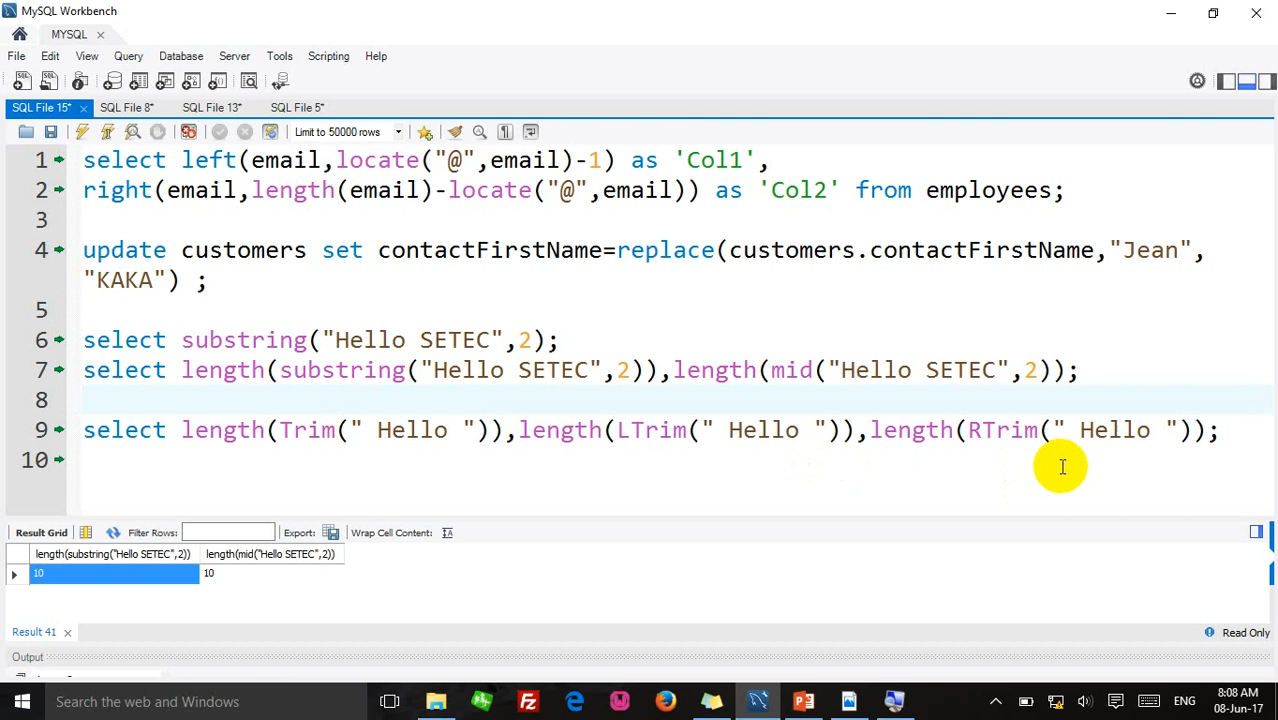 MySQL Workbench
MYSQL
File Edit View Query Database Server Tools Scripting Help
SQL File 15* SQL File 8* SQL File 13* SQL File 5*
Limit to 50000 rows
1 select left(email,locate("@",email)-1) as 'Col1',
2 right(email,length(email)-locate("@",email)) as 'Col2' from employees;
3
4 update customers set contactFirstName=replace(customers.contactFirstName,"Jean",
"KAKA") ;
5
6 select substring("Hello SETEC",2);
7 select length(substring("Hello SETEC",2)),length(mid("Hello SETEC",2));
8
9 select length(Trim(" Hello ")),length(LTrim(" Hello ")),length(RTrim(" Hello "));
10
Result Grid Filter Rows: Export: Wrap Cell Content:
length(substring("Hello SETEC",2)) length(mid("Hello SETEC",2))
10 10
Result 41 Read Only
Output
Search the web and Windows ENG 8:08 AM
08-Jun-17